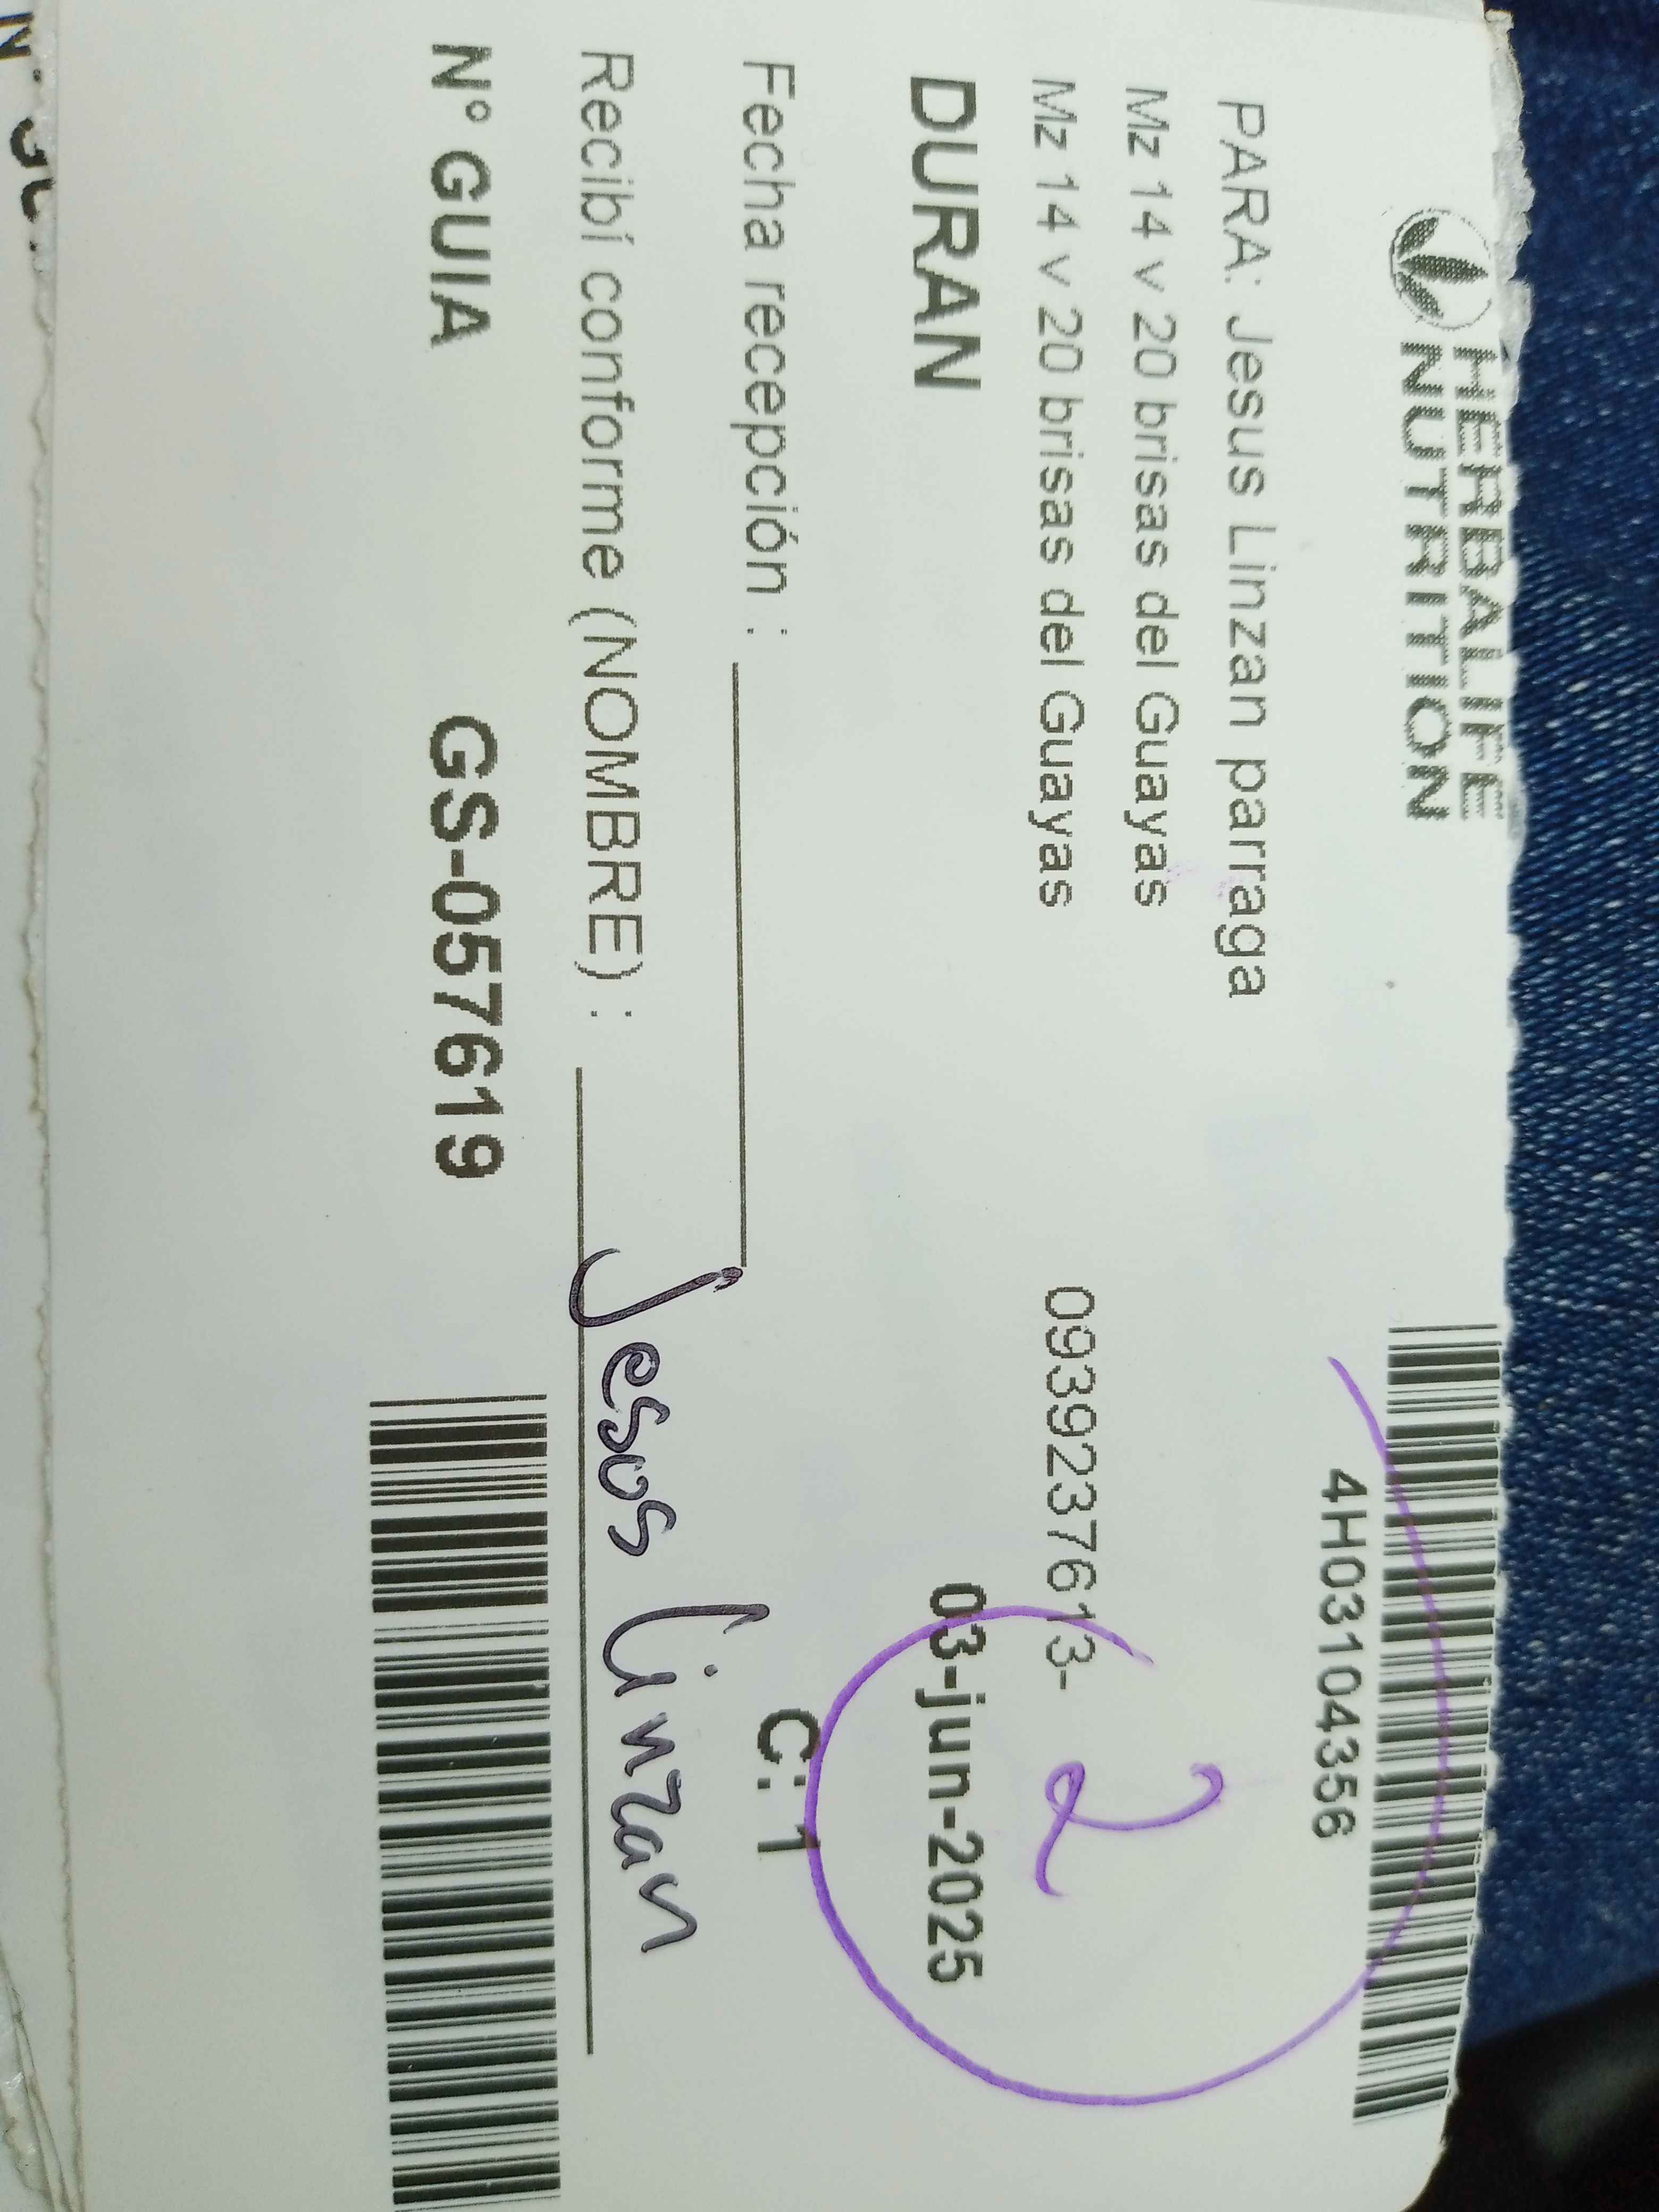 HERBALIFE
NUTRITION
4H03104356
PARA: Jesus Linzan parraga
Mz 14 v 20 brisas del Guayas
Mz 14 v 20 brisas del Guayas 0939237613-
2
DURAN 03-jun-2025
Fecha recepción : C: 1
Recibí conforme (NOMBRE) : Jesus Linzan
N° GUIA GS-057619